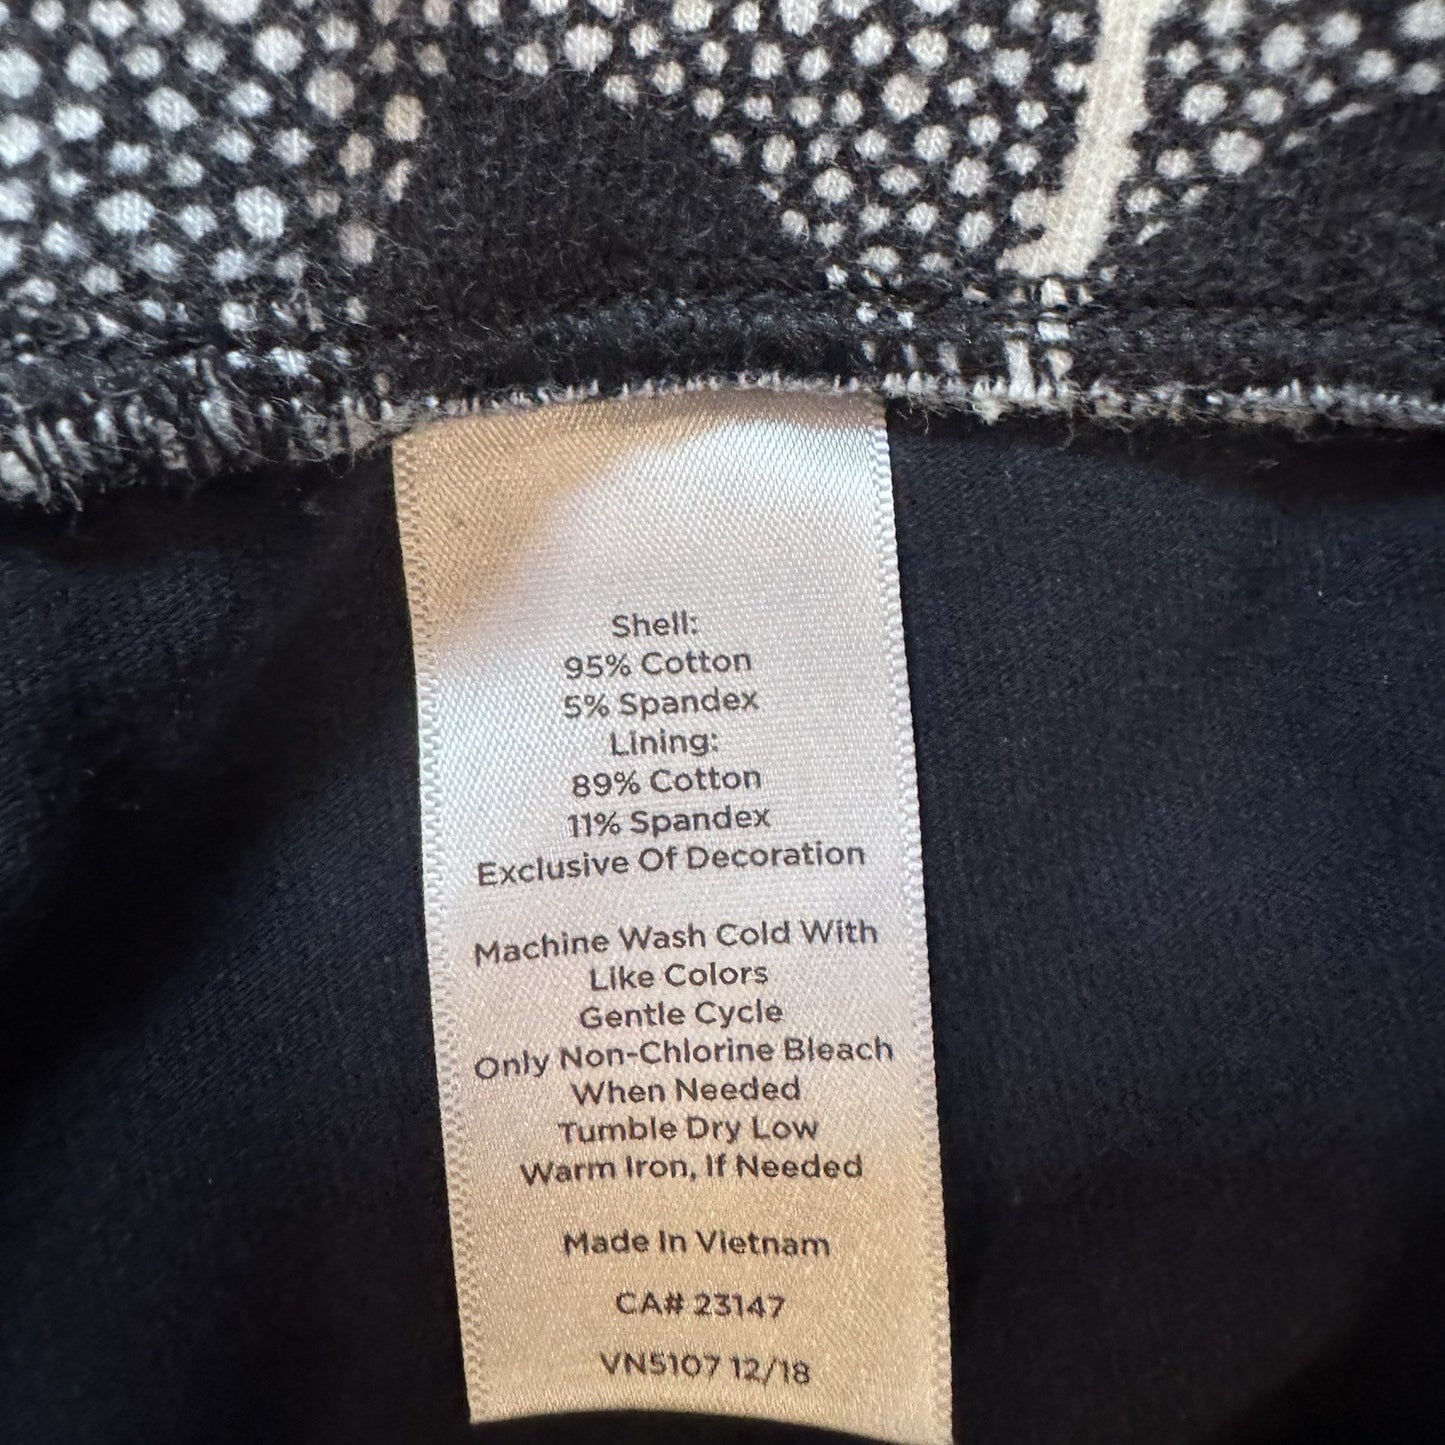 Shell:
95% Cotton
5% Spandex
Lining:
89% Cotton
11% Spandex
Exclusive Of Decoration
Machine Wash Cold With
Like Colors
Gentle Cycle
Only Non-Chlorine Bleach
When Needed
Tumble Dry Low
Warm Iron, If Needed
Made In Vietnam
CA# 23147
VN5107 12/18